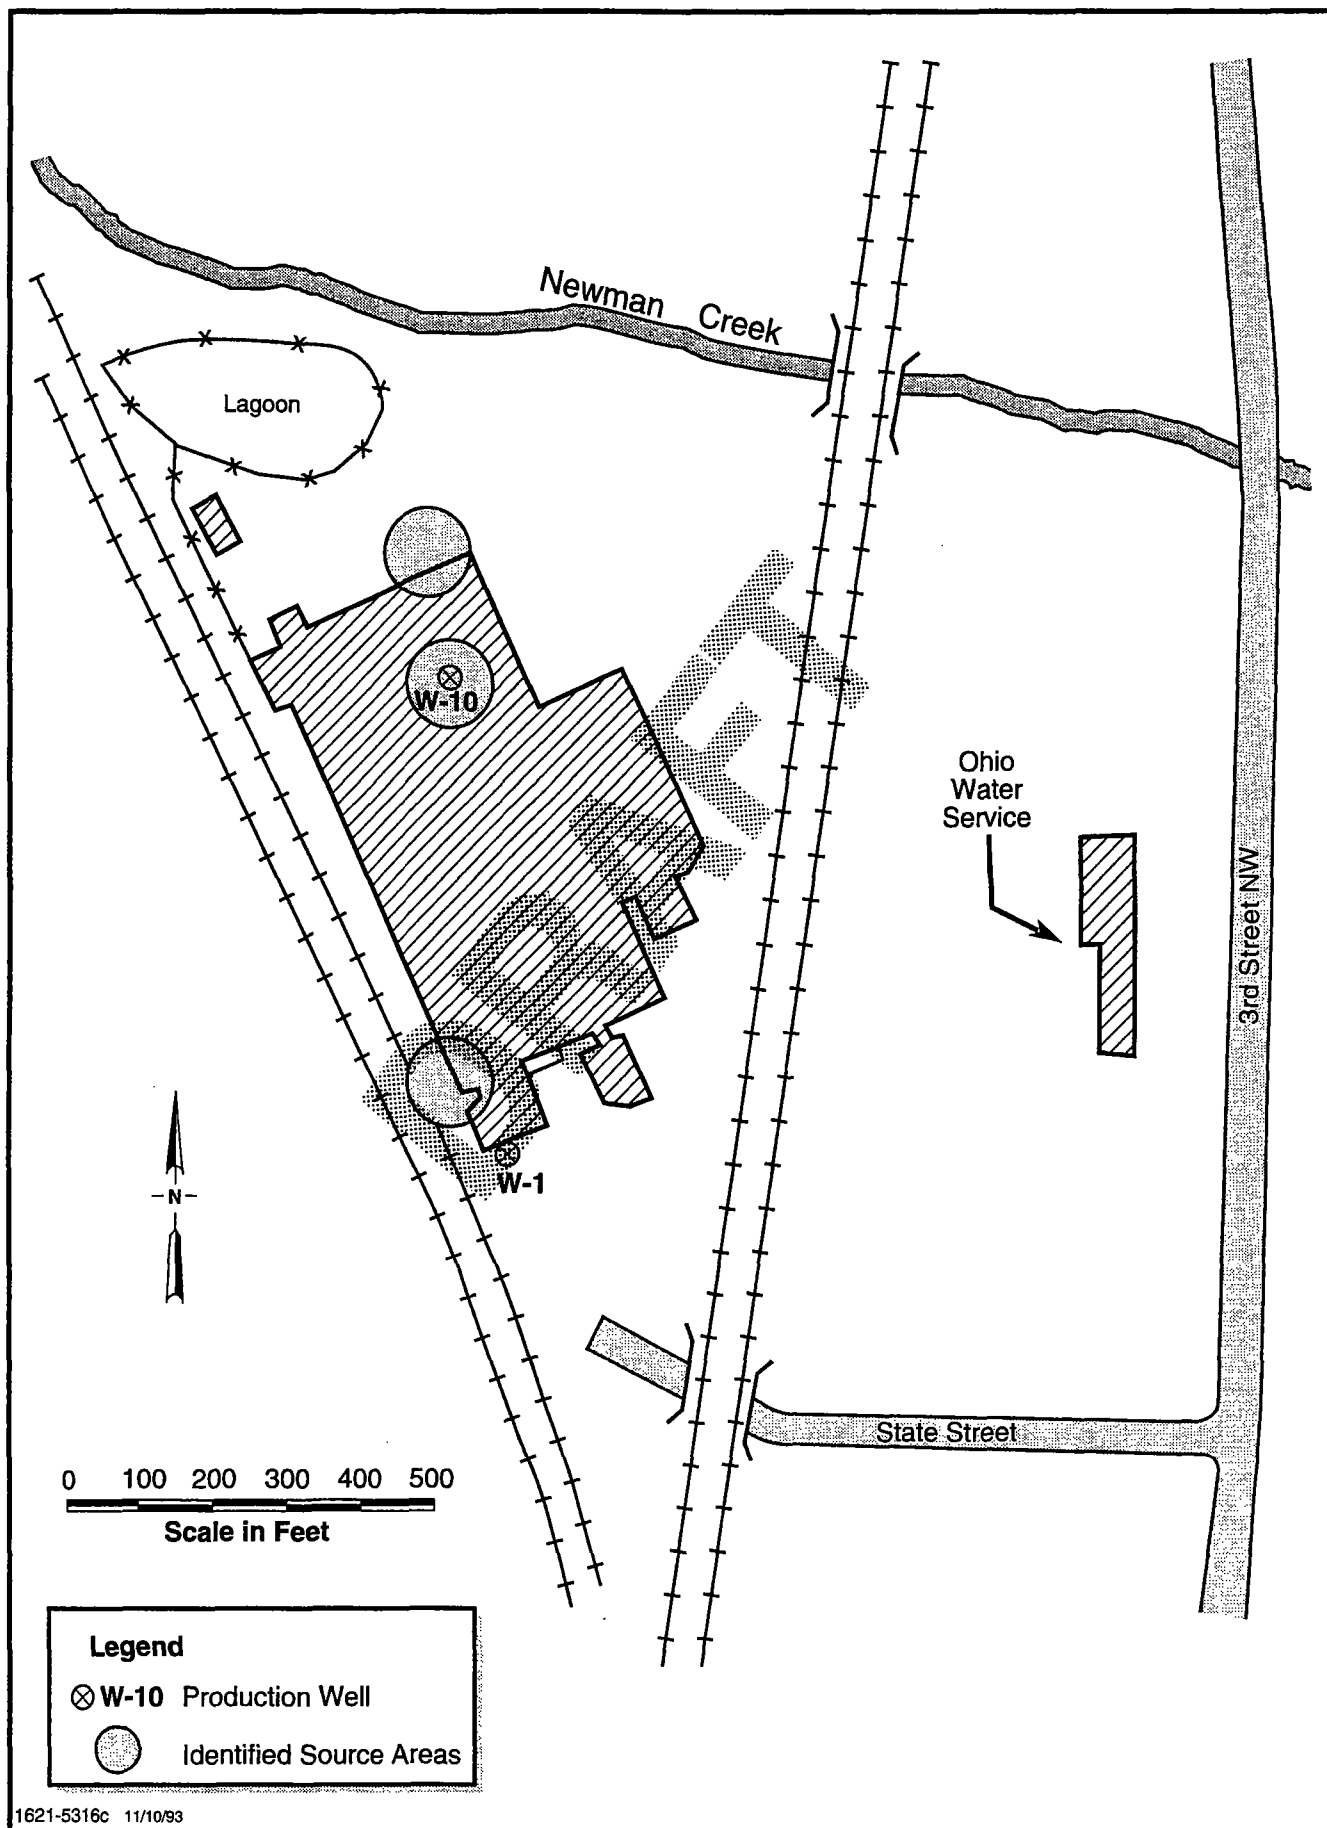 Newman Creek
Lagoon
W-10
DRAFT
Ohio
Water
Service
3rd Street NW
W-1
N
State Street
0 100 200 300 400 500
Scale in Feet
Legend
W-10 Production Well
Identified Source Areas
1621-5316c 11/10/93